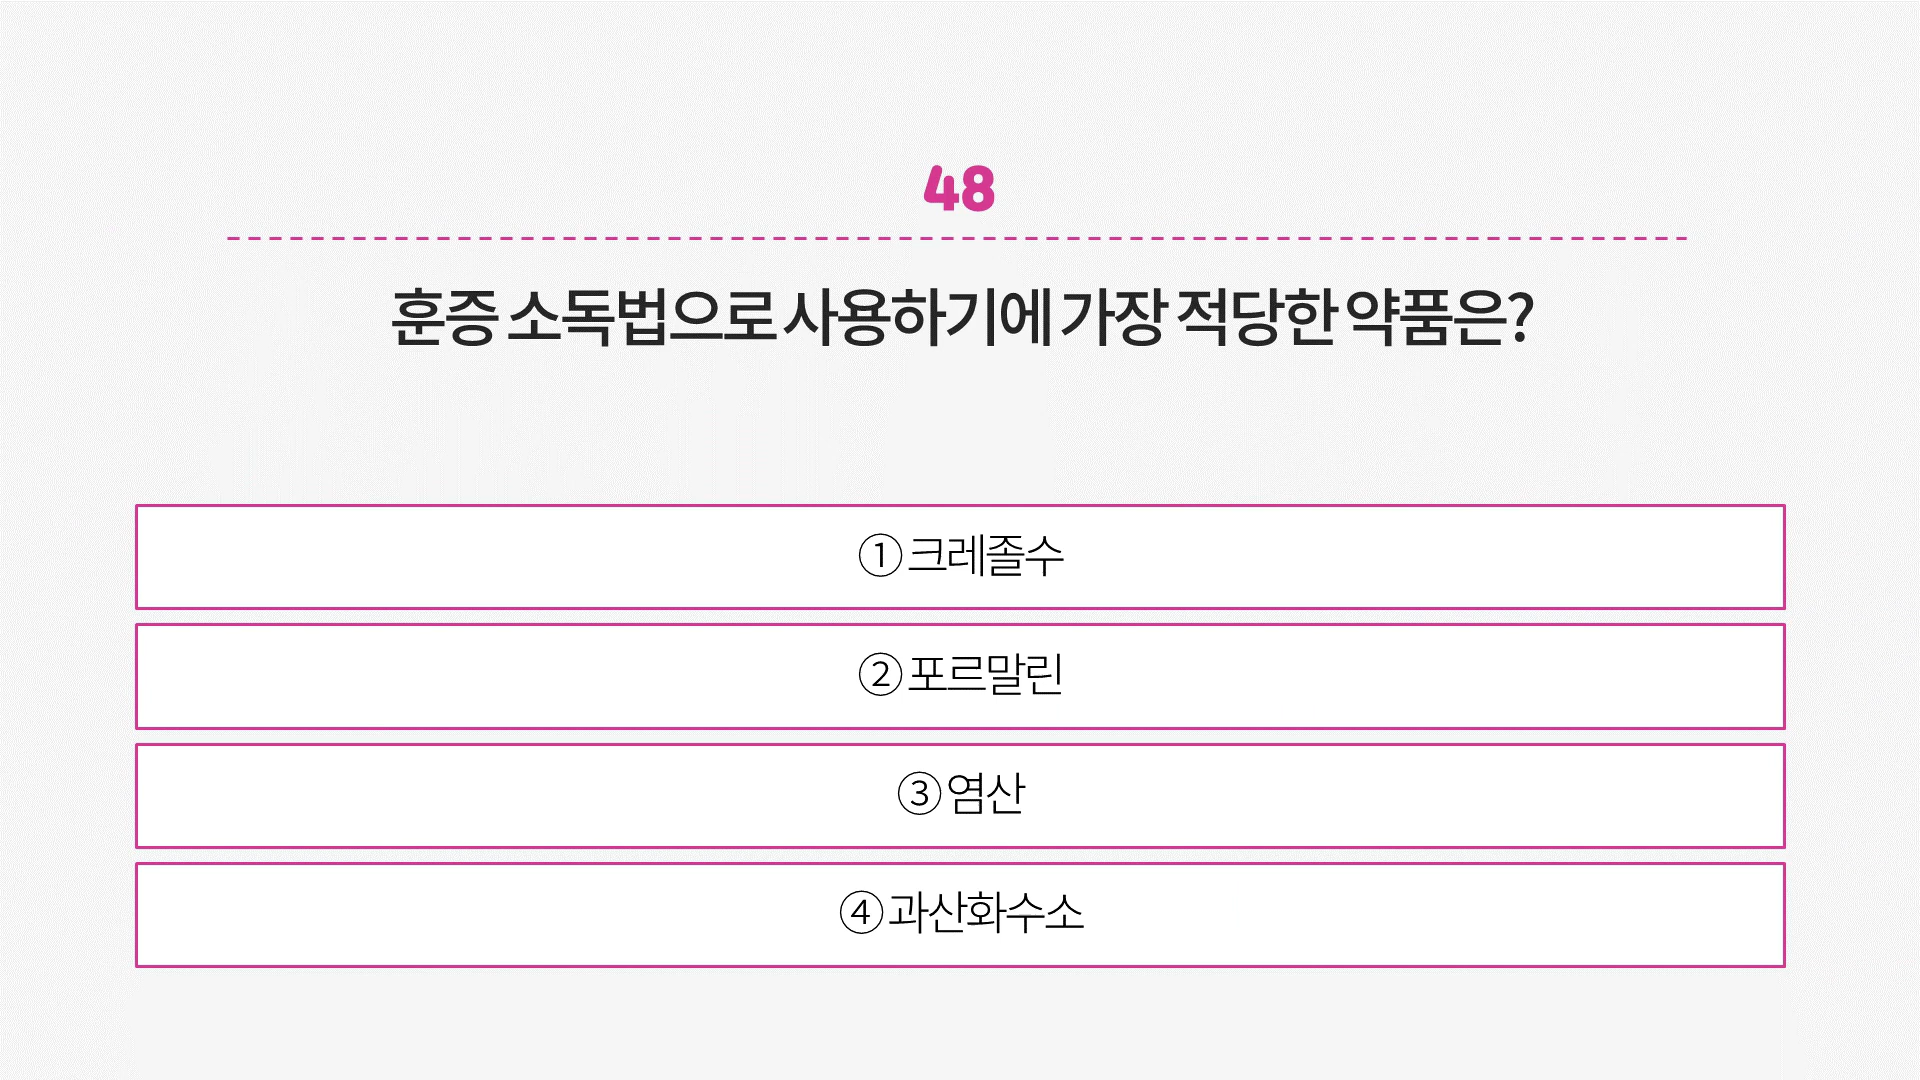 48
훈증 소독법으로 사용하기에 가장 적당한 약품은?
① 크레졸수
② 포르말린
③ 염산
④ 과산화수소